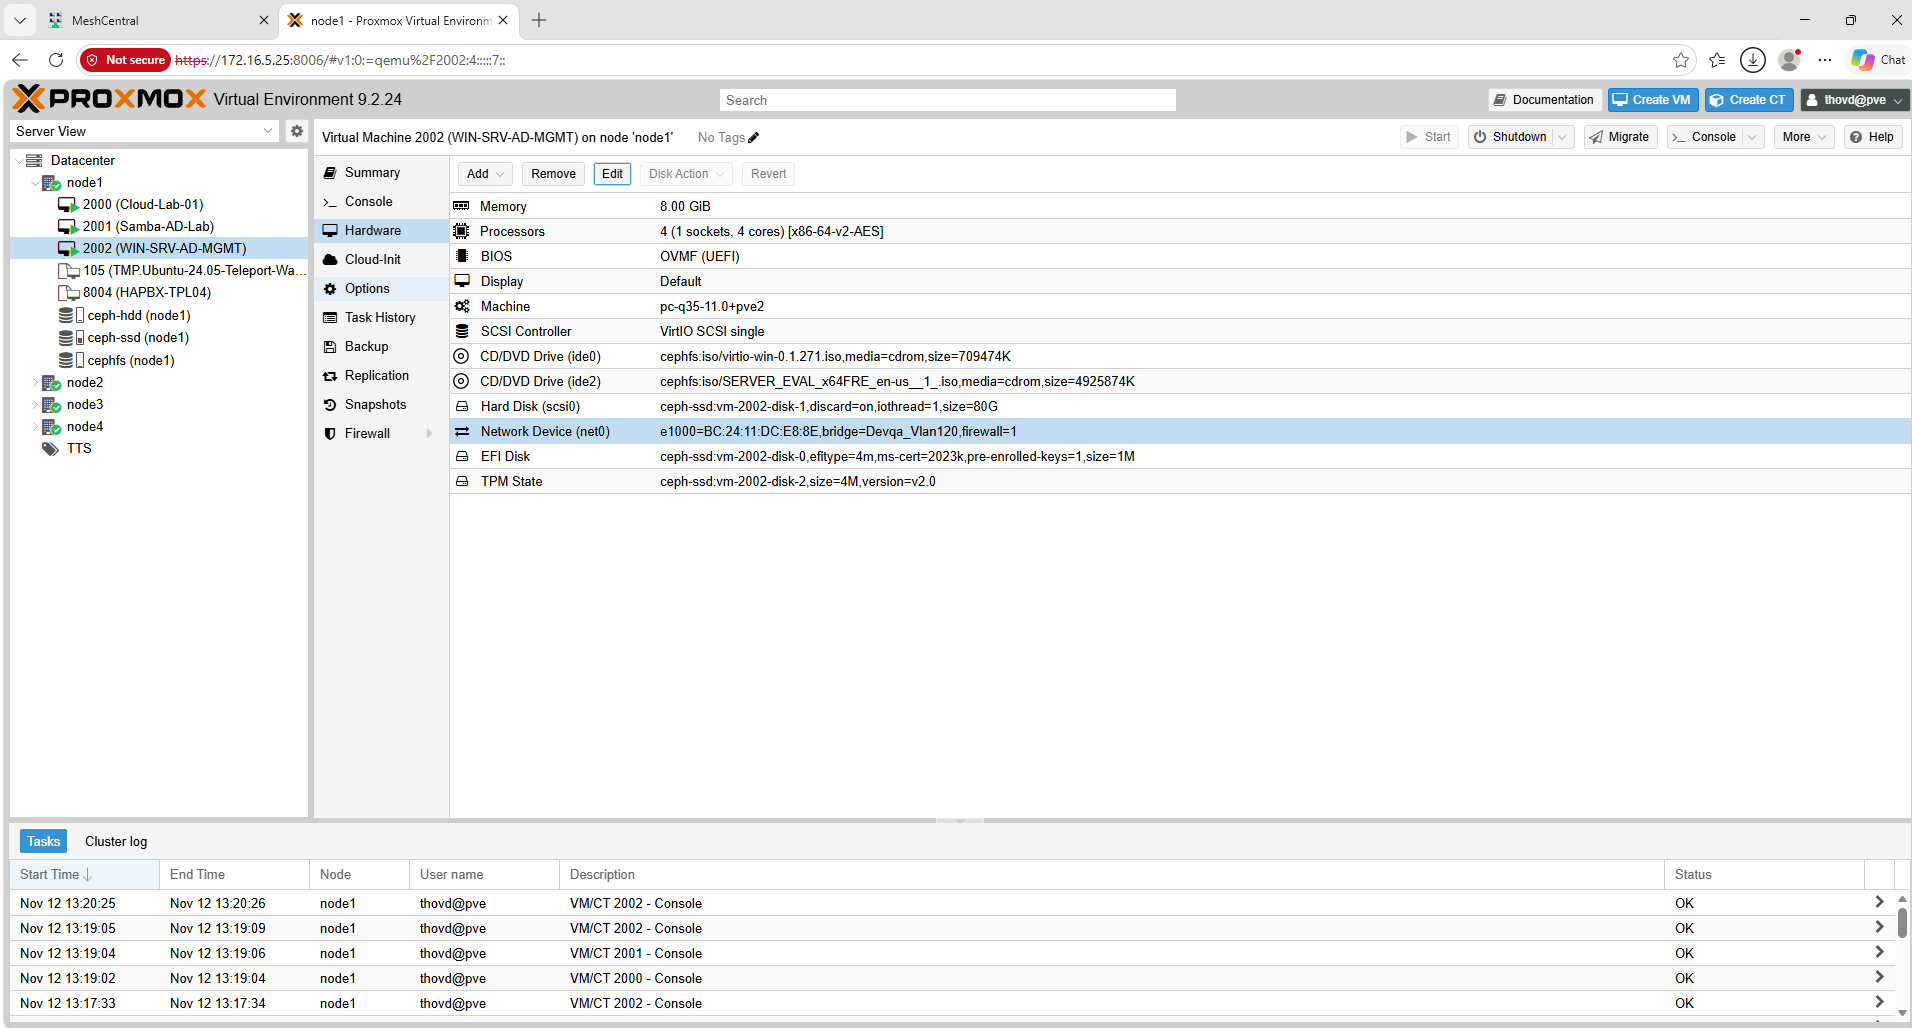 MeshCentral
node1 - Proxmox Virtual Environm
Not secure https://172.16.5.25:8006/#v1:0:=qemu%2F2002:4:::::7::
Chat
PROXMOX Virtual Environment 9.2.24
Search
Documentation Create VM Create CT thovd@pve
Server View
Virtual Machine 2002 (WIN-SRV-AD-MGMT) on node 'node1' No Tags
Start Shutdown Migrate Console More Help
Datacenter
node1
2000 (Cloud-Lab-01)
2001 (Samba-AD-Lab)
2002 (WIN-SRV-AD-MGMT)
105 (TMP.Ubuntu-24.05-Teleport-Wa...
8004 (HAPBX-TPL04)
ceph-hdd (node1)
ceph-ssd (node1)
cephfs (node1)
node2
node3
node4
TTS
Summary
Console
Hardware
Cloud-Init
Options
Task History
Backup
Replication
Snapshots
Firewall
Add Remove Edit Disk Action Revert
Memory 8.00 GiB
Processors 4 (1 sockets, 4 cores) [x86-64-v2-AES]
BIOS OVMF (UEFI)
Display Default
Machine pc-q35-11.0+pve2
SCSI Controller VirtIO SCSI single
CD/DVD Drive (ide0) cephfs:iso/virtio-win-0.1.271.iso,media=cdrom,size=709474K
CD/DVD Drive (ide2) cephfs:iso/SERVER_EVAL_x64FRE_en-us__1_.iso,media=cdrom,size=4925874K
Hard Disk (scsi0) ceph-ssd:vm-2002-disk-1,discard=on,iothread=1,size=80G
Network Device (net0) e1000=BC:24:11:DC:E8:8E,bridge=Devqa_Vlan120,firewall=1
EFI Disk ceph-ssd:vm-2002-disk-0,efitype=4m,ms-cert=2023k,pre-enrolled-keys=1,size=1M
TPM State ceph-ssd:vm-2002-disk-2,size=4M,version=v2.0
Tasks Cluster log
Start Time End Time Node User name Description Status
Nov 12 13:20:25 Nov 12 13:20:26 node1 thovd@pve VM/CT 2002 - Console OK
Nov 12 13:19:05 Nov 12 13:19:09 node1 thovd@pve VM/CT 2002 - Console OK
Nov 12 13:19:04 Nov 12 13:19:06 node1 thovd@pve VM/CT 2001 - Console OK
Nov 12 13:19:02 Nov 12 13:19:04 node1 thovd@pve VM/CT 2000 - Console OK
Nov 12 13:17:33 Nov 12 13:17:34 node1 thovd@pve VM/CT 2002 - Console OK